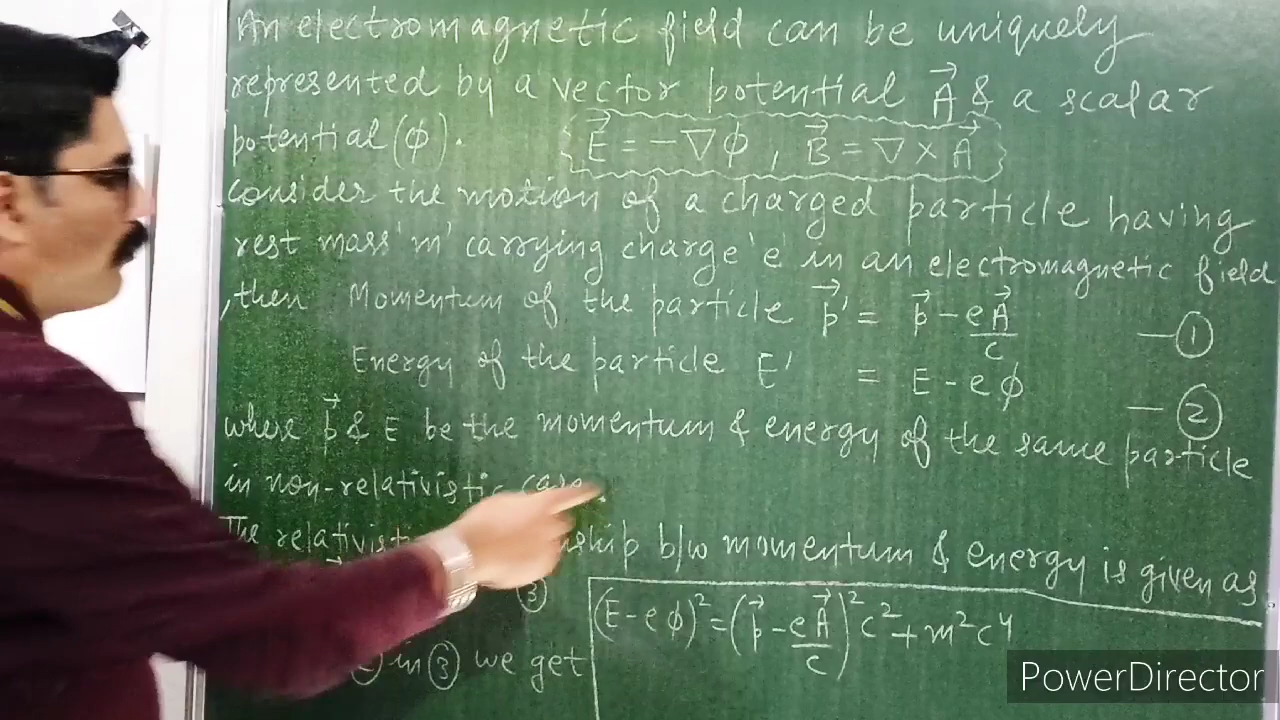 An electromagnetic field can be uniquely
represented by a vector potential A⃗ & a scalar
potential (ϕ). E⃗ = -∇ϕ, B⃗ = ∇×A⃗
consider the motion of a charged particle having
rest mass 'm' carrying charge 'e' in an electromagnetic field
, then Momentum of the particle p⃗' = p⃗ - eA⃗/c —①
Energy of the particle E' = E - eϕ —②
where p⃗ & E be the momentum & energy of the same particle
in non-relativistic case.
The momentum & energy is given as
③ (E - eϕ)² = (p⃗ - eA⃗/c)² c² + m²c⁴
in ③ we get
PowerDirector